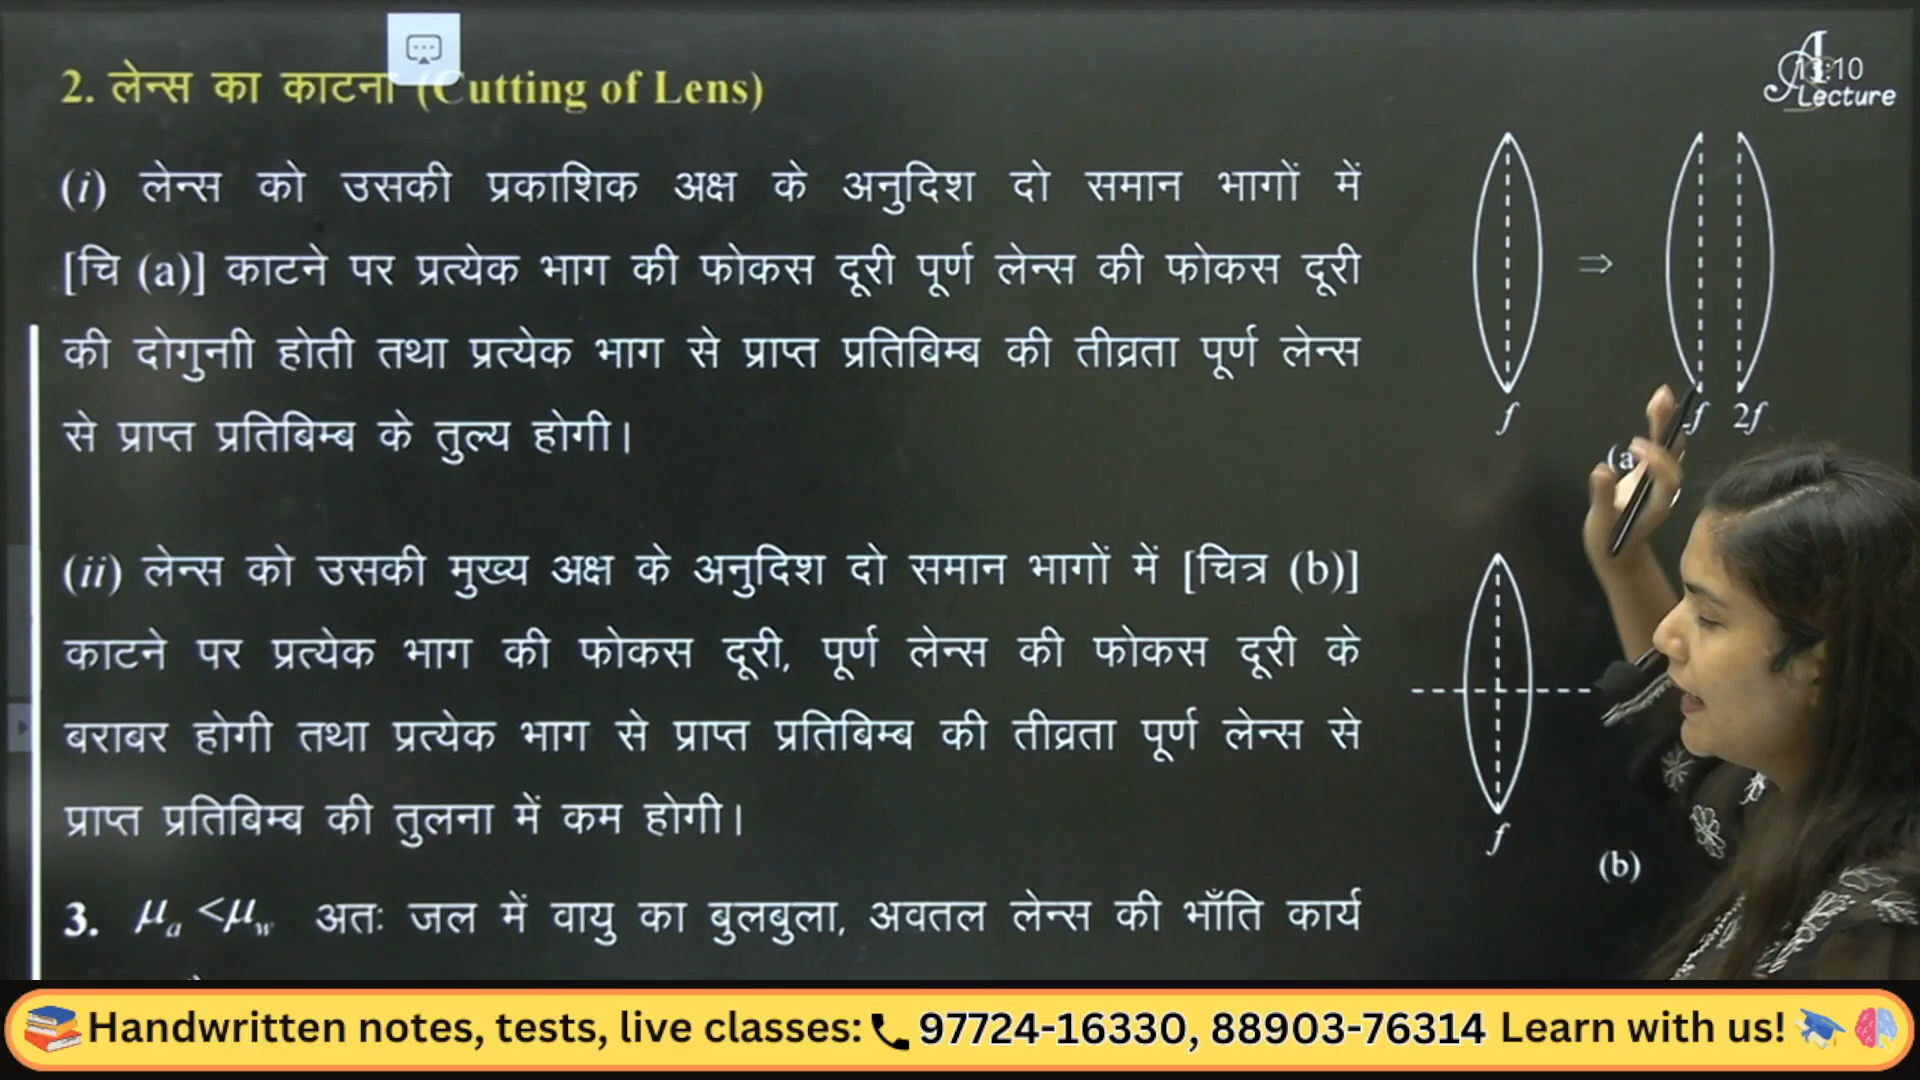 2. लेन्स का काटना (Cutting of Lens)
13:10
Lecture
(i) लेन्स को उसकी प्रकाशिक अक्ष के अनुदिश दो समान भागों में
[चि (a)] काटने पर प्रत्येक भाग की फोकस दूरी पूर्ण लेन्स की फोकस दूरी
की दोगुनाी होती तथा प्रत्येक भाग से प्राप्त प्रतिबिम्ब की तीव्रता पूर्ण लेन्स
से प्राप्त प्रतिबिम्ब के तुल्य होगी।
⇒
f
f 2f
(a
(ii) लेन्स को उसकी मुख्य अक्ष के अनुदिश दो समान भागों में [चित्र (b)]
काटने पर प्रत्येक भाग की फोकस दूरी, पूर्ण लेन्स की फोकस दूरी के
बराबर होगी तथा प्रत्येक भाग से प्राप्त प्रतिबिम्ब की तीव्रता पूर्ण लेन्स से
प्राप्त प्रतिबिम्ब की तुलना में कम होगी।
f
(b)
3. μa <μw अतः जल में वायु का बुलबुला, अवतल लेन्स की भाँति कार्य
Handwritten notes, tests, live classes: 97724-16330, 88903-76314 Learn with us!